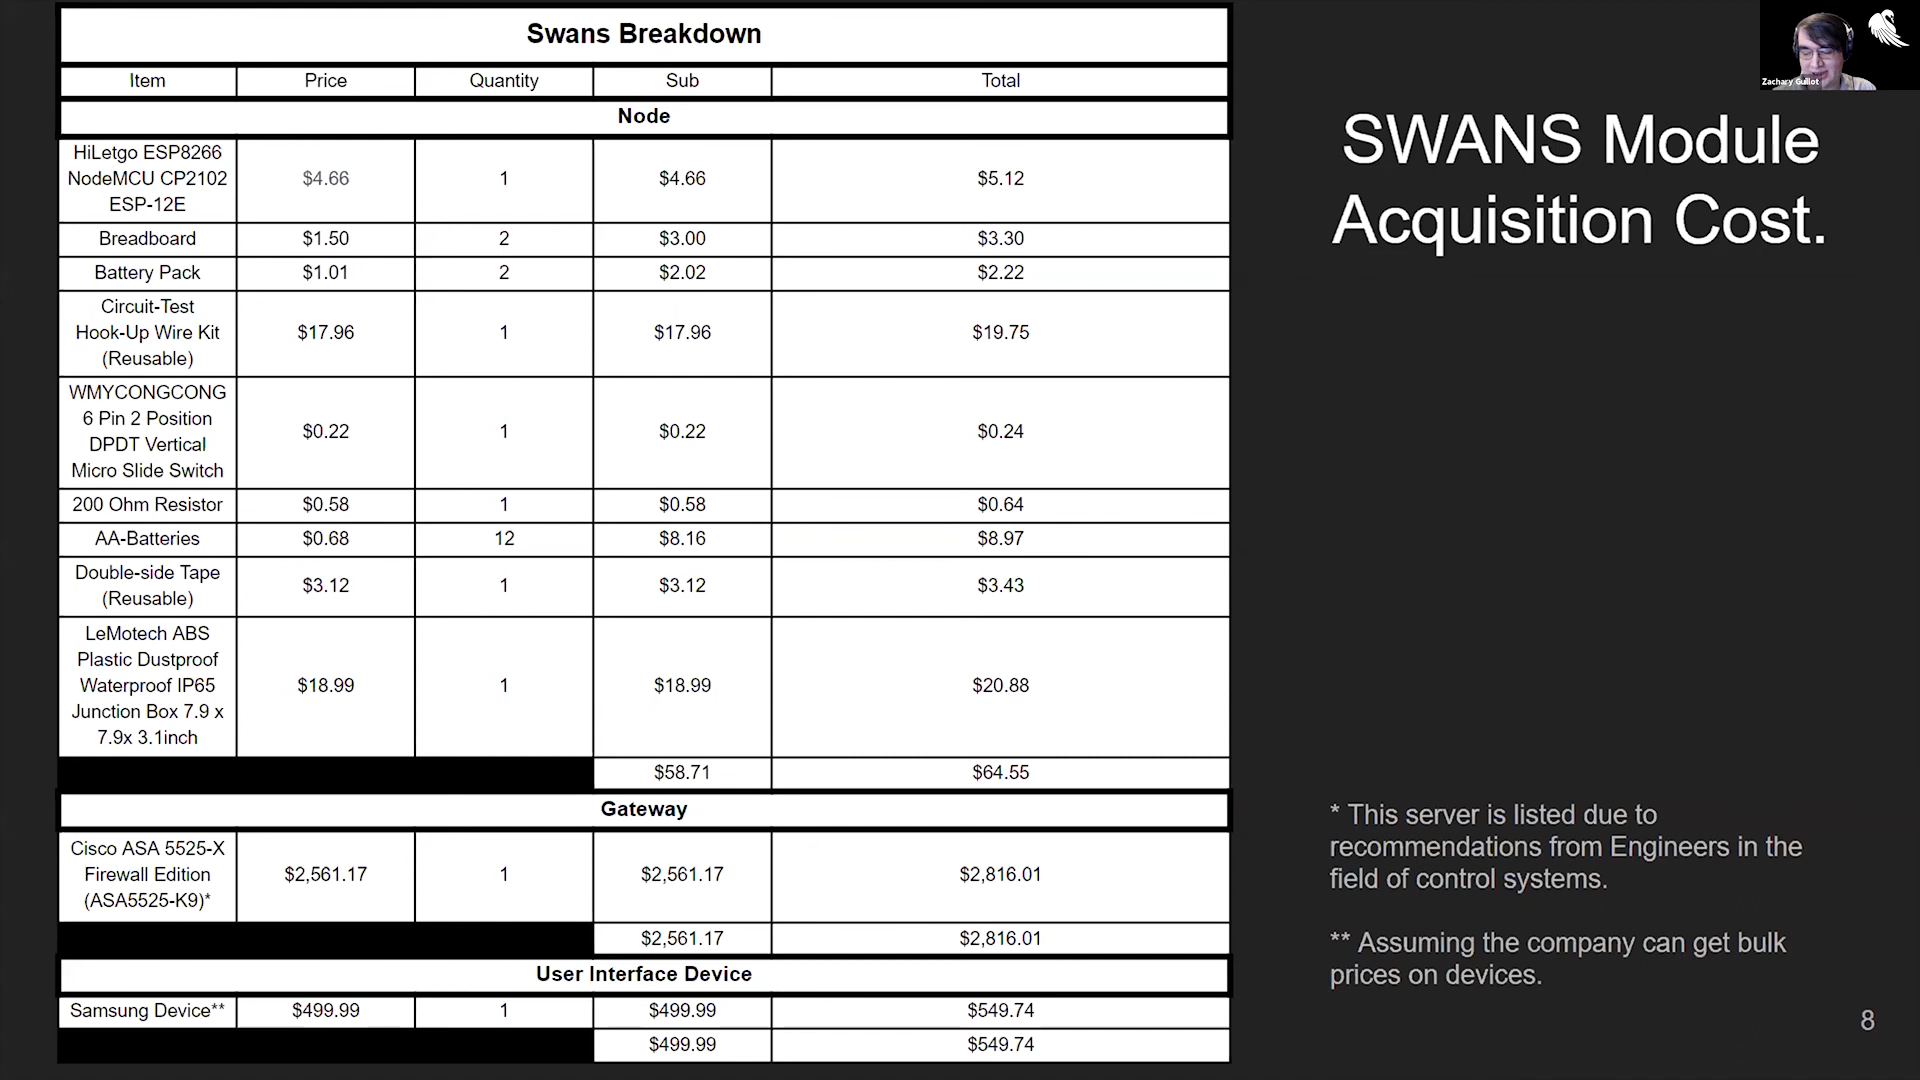 Swans Breakdown
Item Price Quantity Sub Total
Node
HiLetgo ESP8266
NodeMCU CP2102
ESP-12E
$4.66 1 $4.66 $5.12
Breadboard $1.50 2 $3.00 $3.30
Battery Pack $1.01 2 $2.02 $2.22
Circuit-Test
Hook-Up Wire Kit
(Reusable)
$17.96 1 $17.96 $19.75
WMYCONGCONG
6 Pin 2 Position
DPDT Vertical
Micro Slide Switch
$0.22 1 $0.22 $0.24
200 Ohm Resistor $0.58 1 $0.58 $0.64
AA-Batteries $0.68 12 $8.16 $8.97
Double-side Tape
(Reusable)
$3.12 1 $3.12 $3.43
LeMotech ABS
Plastic Dustproof
Waterproof IP65
Junction Box 7.9 x
7.9x 3.1inch
$18.99 1 $18.99 $20.88
$58.71 $64.55
Gateway
Cisco ASA 5525-X
Firewall Edition
(ASA5525-K9)*
$2,561.17 1 $2,561.17 $2,816.01
$2,561.17 $2,816.01
User Interface Device
Samsung Device** $499.99 1 $499.99 $549.74
$499.99 $549.74
Zachary Guillot
SWANS Module
Acquisition Cost.
* This server is listed due to
recommendations from Engineers in the
field of control systems.
** Assuming the company can get bulk
prices on devices.
8